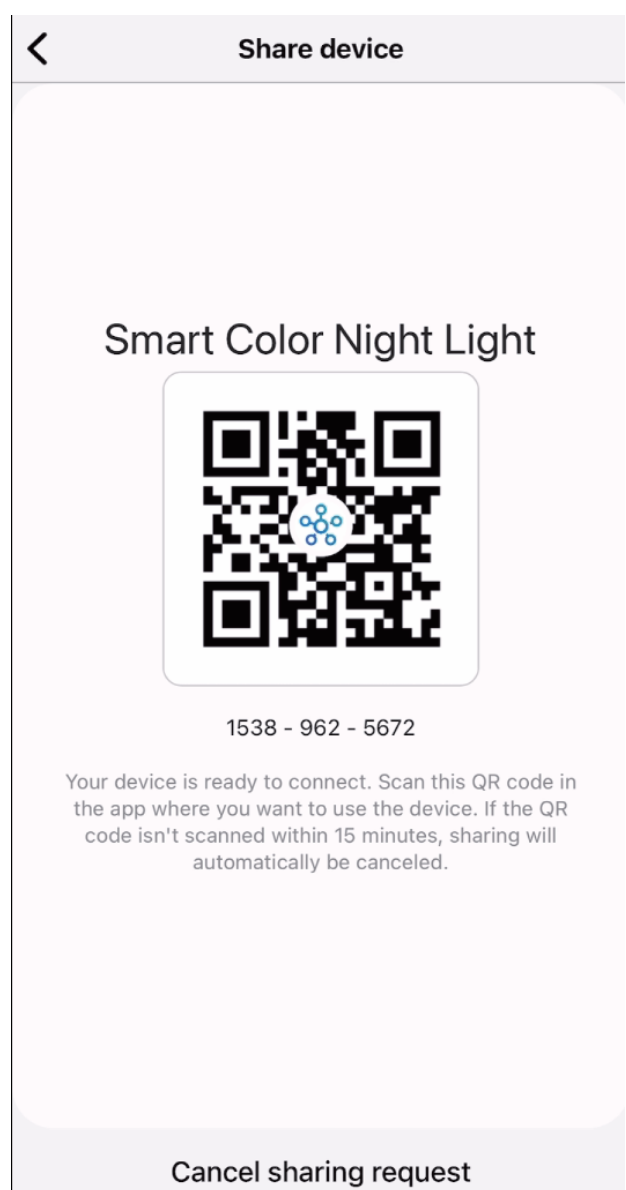 Share device
Smart Color Night Light
1538 - 962 - 5672
Your device is ready to connect. Scan this QR code in
the app where you want to use the device. If the QR
code isn't scanned within 15 minutes, sharing will
automatically be canceled.
Cancel sharing request